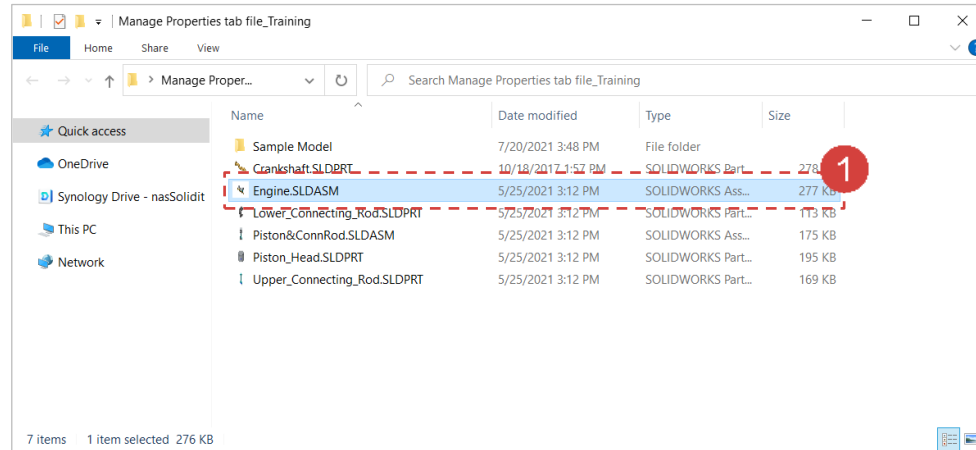 Manage Properties tab file_Training
File Home Share View
Manage Proper... Search Manage Properties tab file_Training
Name Date modified Type Size
Quick access
OneDrive
Synology Drive - nasSolidit
This PC
Network
Sample Model 7/20/2021 3:48 PM File folder
Crankshaft.SLDPRT 10/18/2017 1:57 PM SOLIDWORKS Part... 278
1
Engine.SLDASM 5/25/2021 3:12 PM SOLIDWORKS Ass... 277 KB
Lower_Connecting_Rod.SLDPRT 5/25/2021 3:12 PM SOLIDWORKS Part... 113 KB
Piston&ConnRod.SLDASM 5/25/2021 3:12 PM SOLIDWORKS Ass... 175 KB
Piston_Head.SLDPRT 5/25/2021 3:12 PM SOLIDWORKS Part... 195 KB
Upper_Connecting_Rod.SLDPRT 5/25/2021 3:12 PM SOLIDWORKS Part... 169 KB
7 items 1 item selected 276 KB